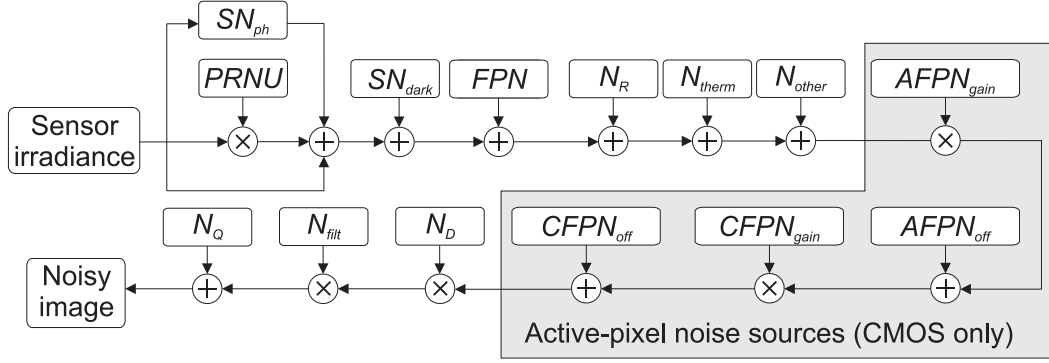 SN_ph
PRNU
SN_dark
FPN
N_R
N_therm
N_other
AFPN_gain
Sensor
irradiance
N_Q
N_filt
N_D
CFPN_off
CFPN_gain
AFPN_off
Noisy
image
Active-pixel noise sources (CMOS only)